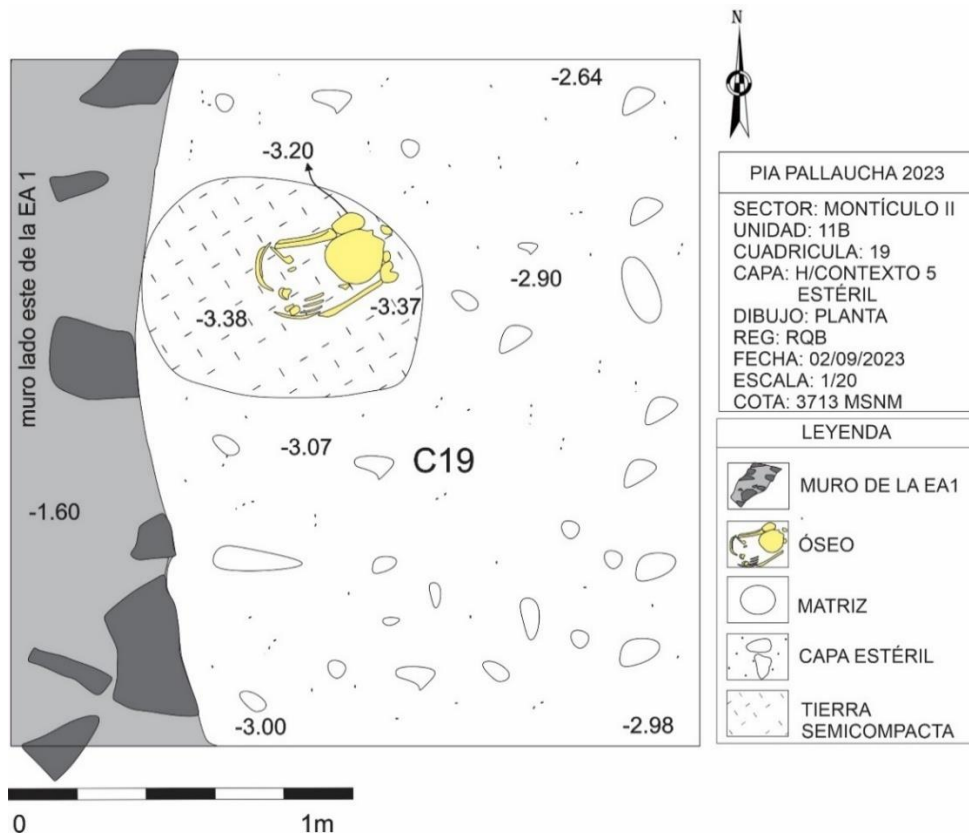 N
-2.64
muro lado este de la EA 1
-3.20
-2.90
-3.38
-3.37
-3.07
C19
-1.60
-3.00
-2.98
0
1m
PIA PALLAUCHA 2023
SECTOR: MONTÍCULO II
UNIDAD: 11B
CUADRICULA: 19
CAPA: H/CONTEXTO 5
ESTÉRIL
DIBUJO: PLANTA
REG: RQB
FECHA: 02/09/2023
ESCALA: 1/20
COTA: 3713 MSNM
LEYENDA
MURO DE LA EA1
ÓSEO
MATRIZ
CAPA ESTÉRIL
TIERRA
SEMICOMPACTA